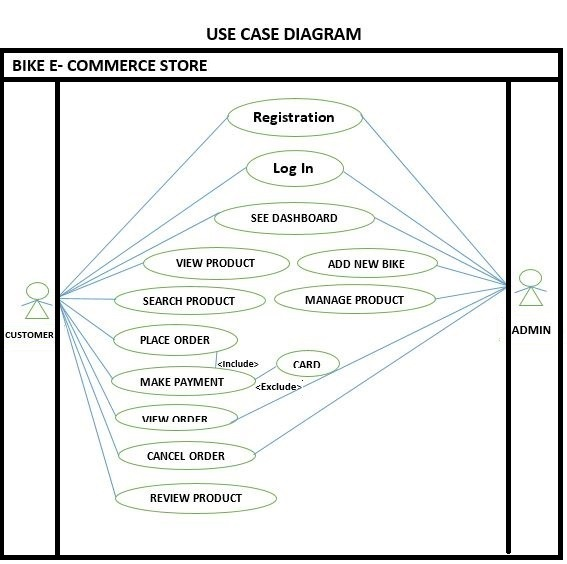 USE CASE DIAGRAM
BIKE E- COMMERCE STORE
Registration
Log In
SEE DASHBOARD
VIEW PRODUCT
ADD NEW BIKE
SEARCH PRODUCT
MANAGE PRODUCT
CUSTOMER
ADMIN
PLACE ORDER
<Include>
CARD
MAKE PAYMENT
<Exclude>
VIEW ORDER
CANCEL ORDER
REVIEW PRODUCT